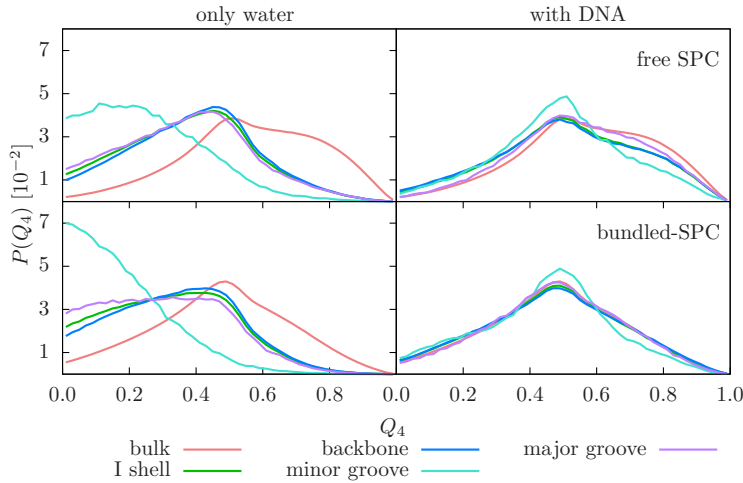 only water with DNA
7
5
3
1
free SPC
7
5
3
1
bundled-SPC
P(Q₄) [10⁻²]
0.0 0.2 0.4 0.6 0.8 0.0 0.2 0.4 0.6 0.8 1.0
Q₄
bulk backbone major groove
I shell minor groove